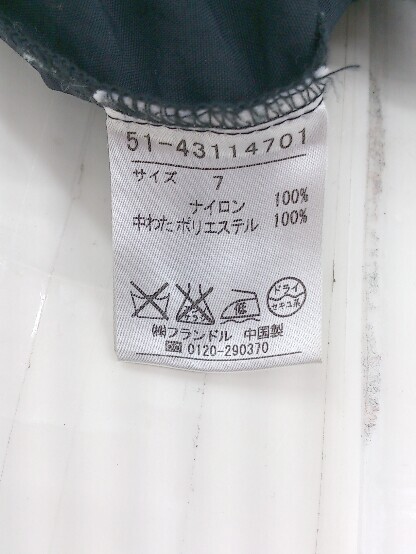 51-43114701
サイズ 7
ナイロン 100%
中わた ポリエステル 100%
低 ドライ セキユ系
㈱フランドル 中国製
0120-290370